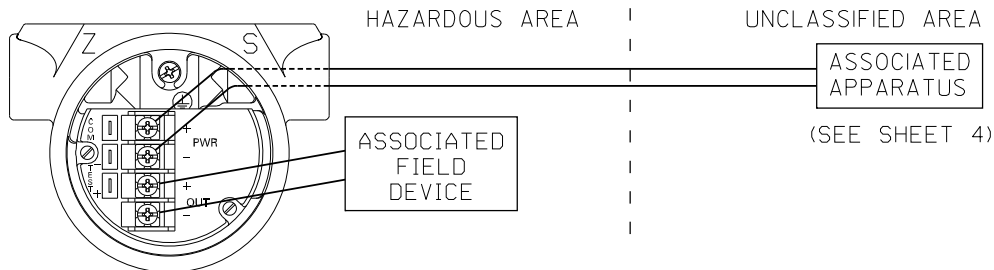 HAZARDOUS AREA
UNCLASSIFIED AREA
Z S
ASSOCIATED
APPARATUS
(SEE SHEET 4)
COM
+
PWR
-
TEST
- +
+
OUT
-
ASSOCIATED
FIELD
DEVICE